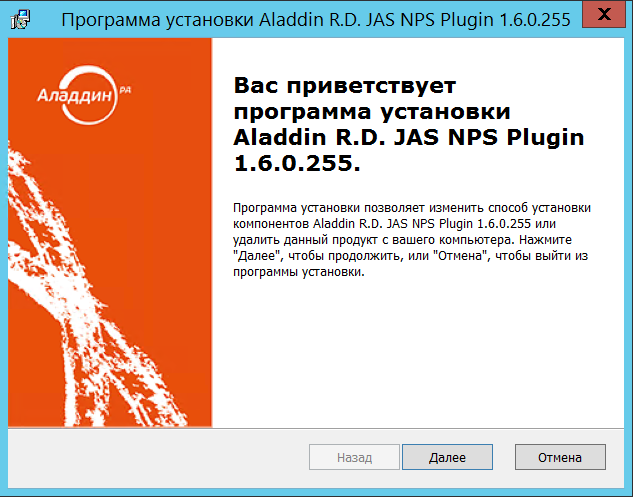 Программа установки Aladdin R.D. JAS NPS Plugin 1.6.0.255
X
Аладдин РД
Вас приветствует
программа установки
Aladdin R.D. JAS NPS Plugin
1.6.0.255.
Программа установки позволяет изменить способ установки
компонентов Aladdin R.D. JAS NPS Plugin 1.6.0.255 или
удалить данный продукт с вашего компьютера. Нажмите
"Далее", чтобы продолжить, или "Отмена", чтобы выйти из
программы установки.
Назад
Далее
Отмена